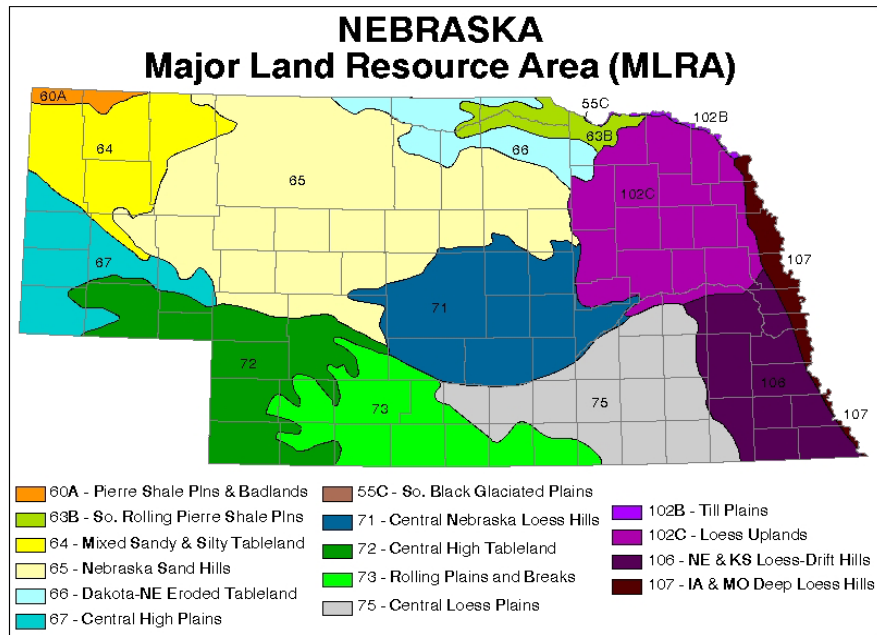 NEBRASKA
Major Land Resource Area (MLRA)
60A
55C
102B
64
63B
66
65
102C
67
107
71
72
73
75
106
107
60A - Pierre Shale Plns & Badlands
63B - So. Rolling Pierre Shale Plns
64 - Mixed Sandy & Silty Tableland
65 - Nebraska Sand Hills
66 - Dakota-NE Eroded Tableland
67 - Central High Plains
55C - So. Black Glaciated Plains
71 - Central Nebraska Loess Hills
72 - Central High Tableland
73 - Rolling Plains and Breaks
75 - Central Loess Plains
102B - Till Plains
102C - Loess Uplands
106 - NE & KS Loess-Drift Hills
107 - IA & MO Deep Loess Hills